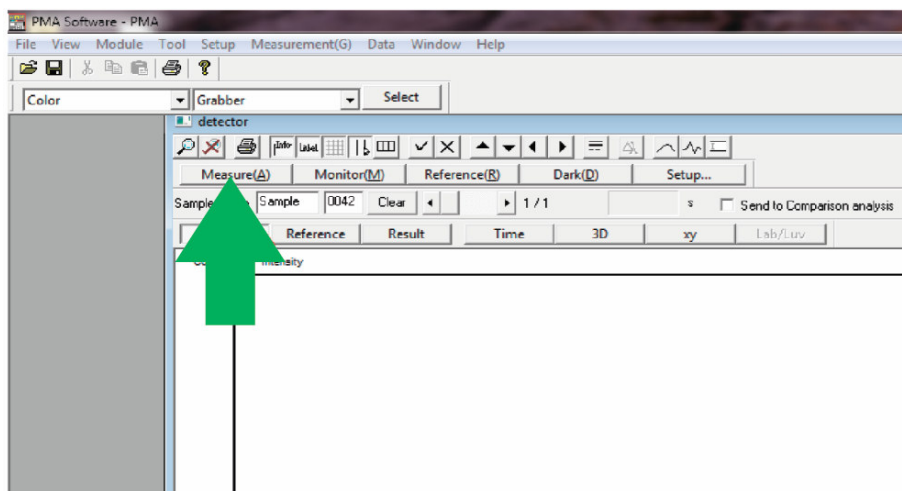 PMA Software - PMA
File View Module Tool Setup Measurement(G) Data Window Help
Color Grabber Select
detector
Info Label
Measure(A) Monitor(M) Reference(R) Dark(D) Setup...
Sample Sample 0042 Clear 1 / 1 s Send to Comparison analysis
Reference Result Time 3D xy Lab/Luv
Intensity